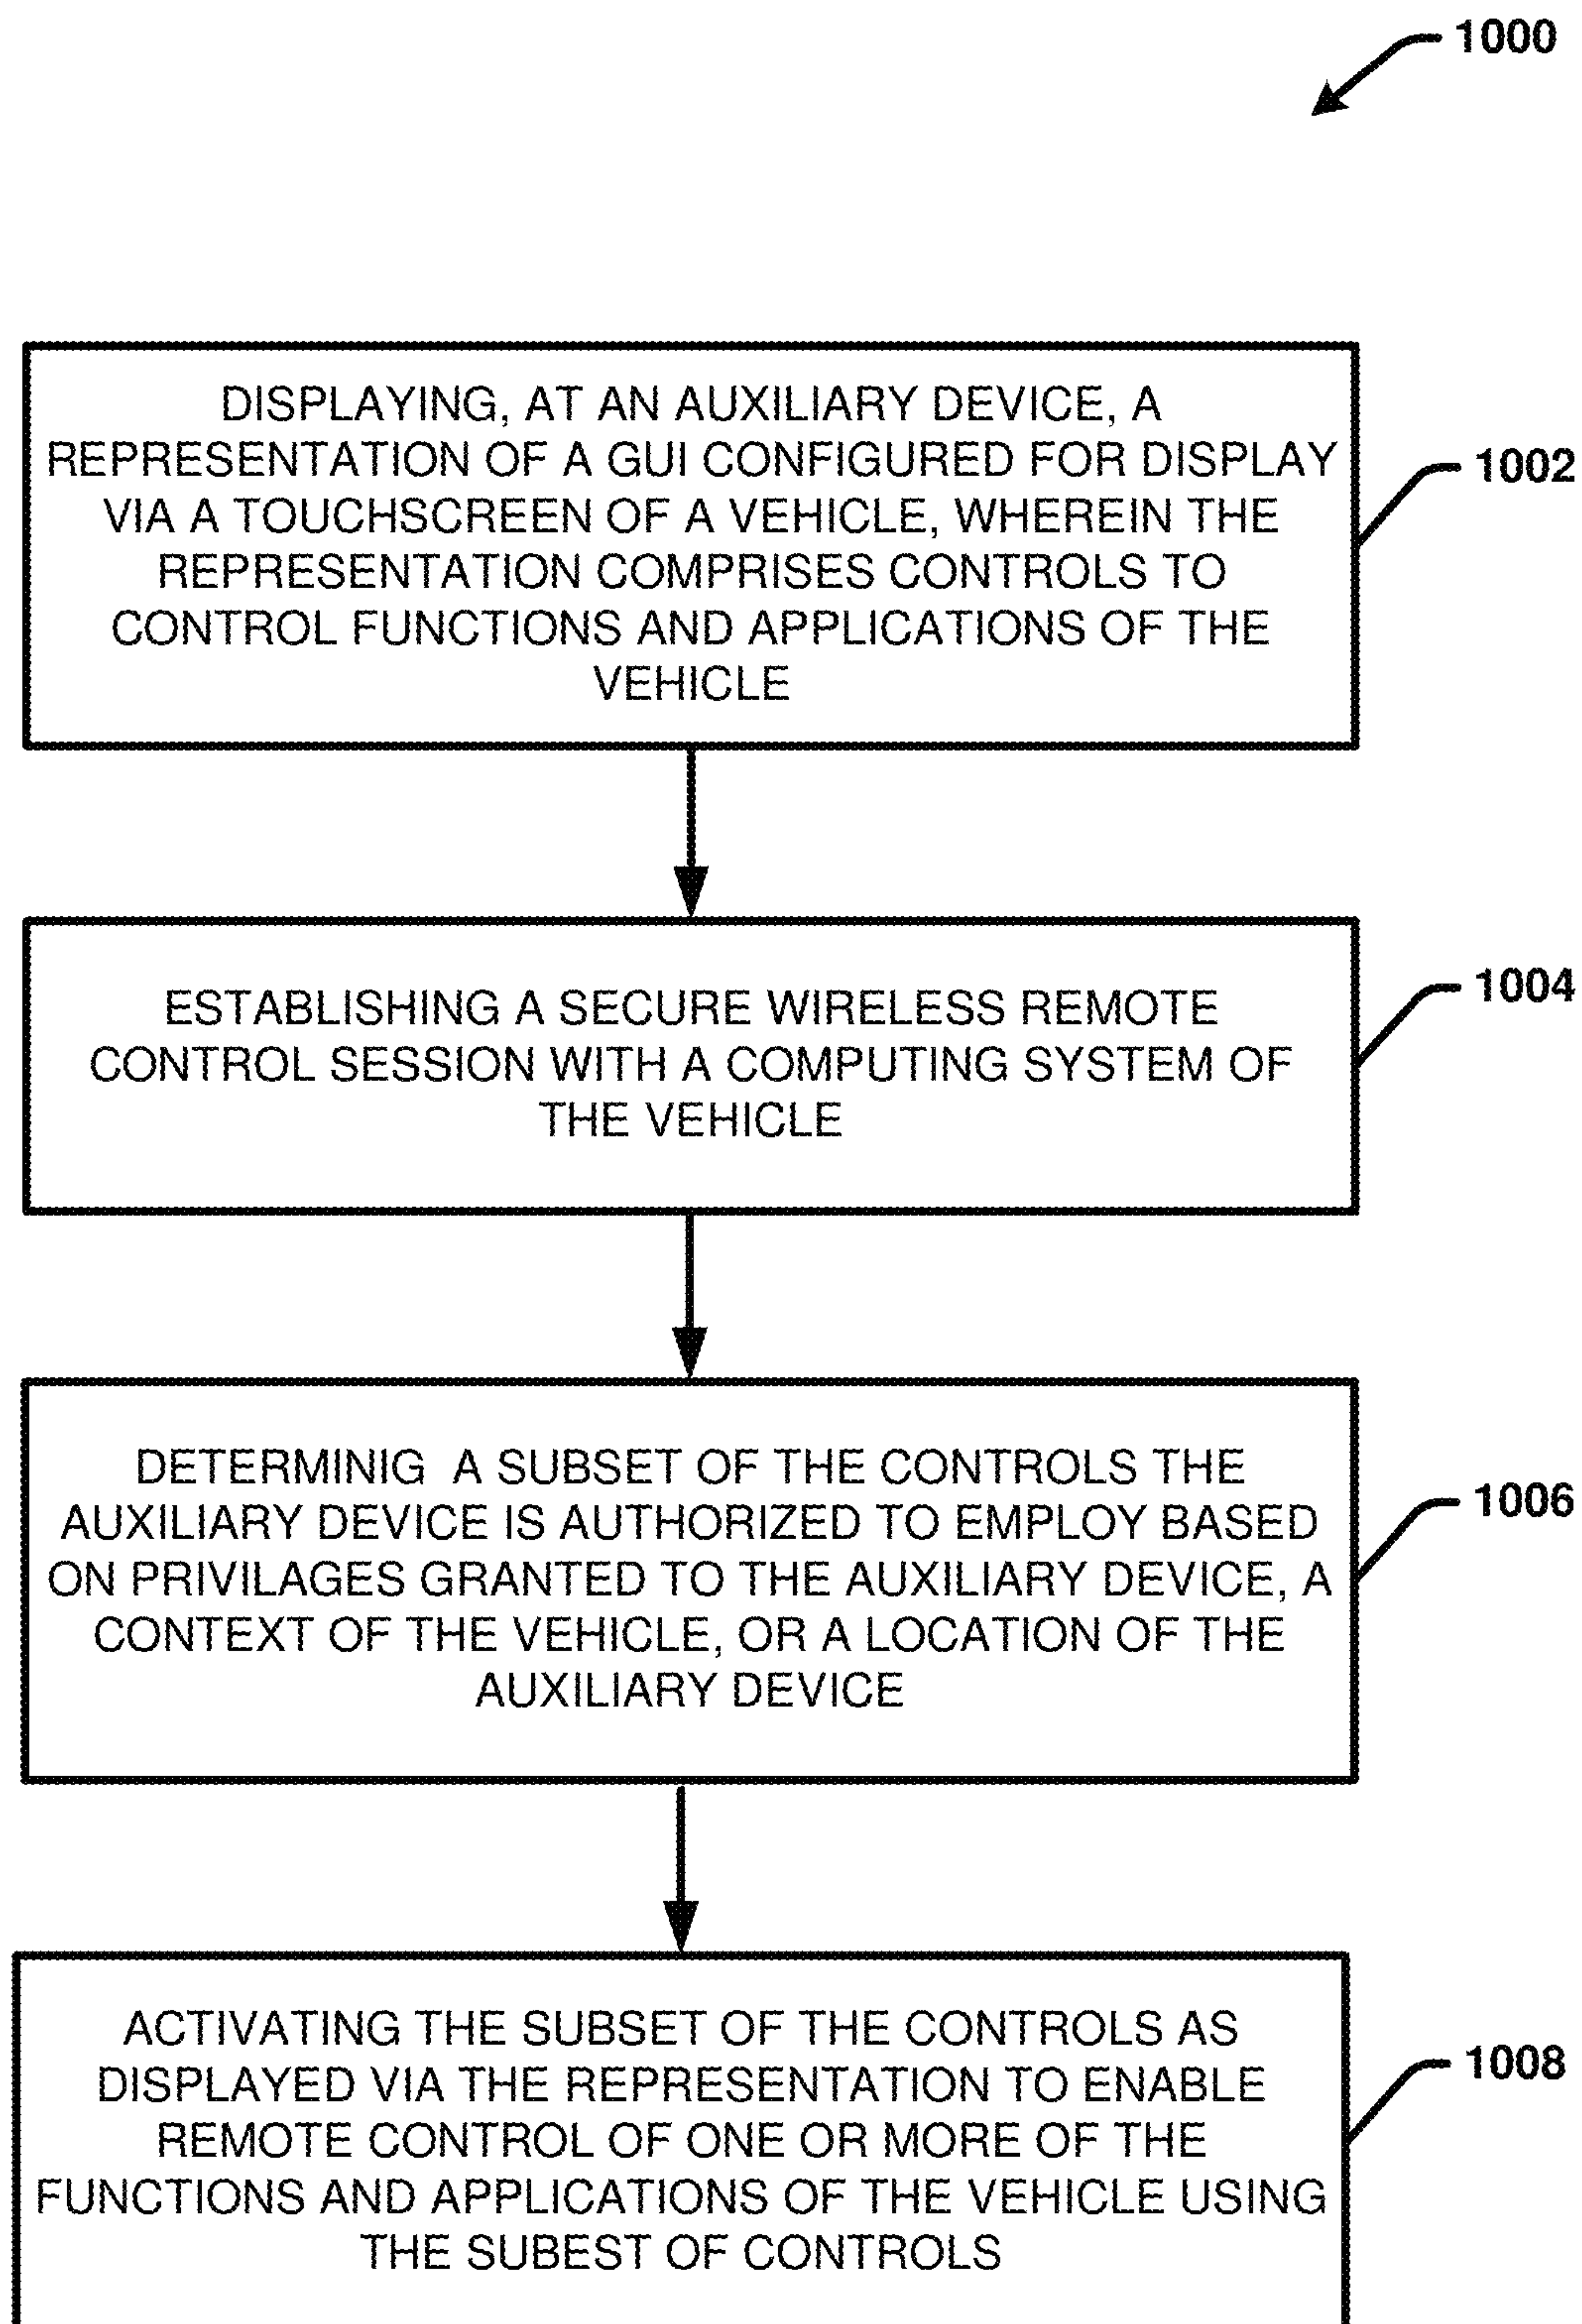 1000
DISPLAYING, AT AN AUXILIARY DEVICE, A
REPRESENTATION OF A GUI CONFIGURED FOR DISPLAY
VIA A TOUCHSCREEN OF A VEHICLE, WHEREIN THE
REPRESENTATION COMPRISES CONTROLS TO
CONTROL FUNCTIONS AND APPLICATIONS OF THE
VEHICLE
1002
ESTABLISHING A SECURE WIRELESS REMOTE
CONTROL SESSION WITH A COMPUTING SYSTEM OF
THE VEHICLE
1004
DETERMINIG A SUBSET OF THE CONTROLS THE
AUXILIARY DEVICE IS AUTHORIZED TO EMPLOY BASED
ON PRIVILAGES GRANTED TO THE AUXILIARY DEVICE, A
CONTEXT OF THE VEHICLE, OR A LOCATION OF THE
AUXILIARY DEVICE
1006
ACTIVATING THE SUBSET OF THE CONTROLS AS
DISPLAYED VIA THE REPRESENTATION TO ENABLE
REMOTE CONTROL OF ONE OR MORE OF THE
FUNCTIONS AND APPLICATIONS OF THE VEHICLE USING
THE SUBEST OF CONTROLS
1008